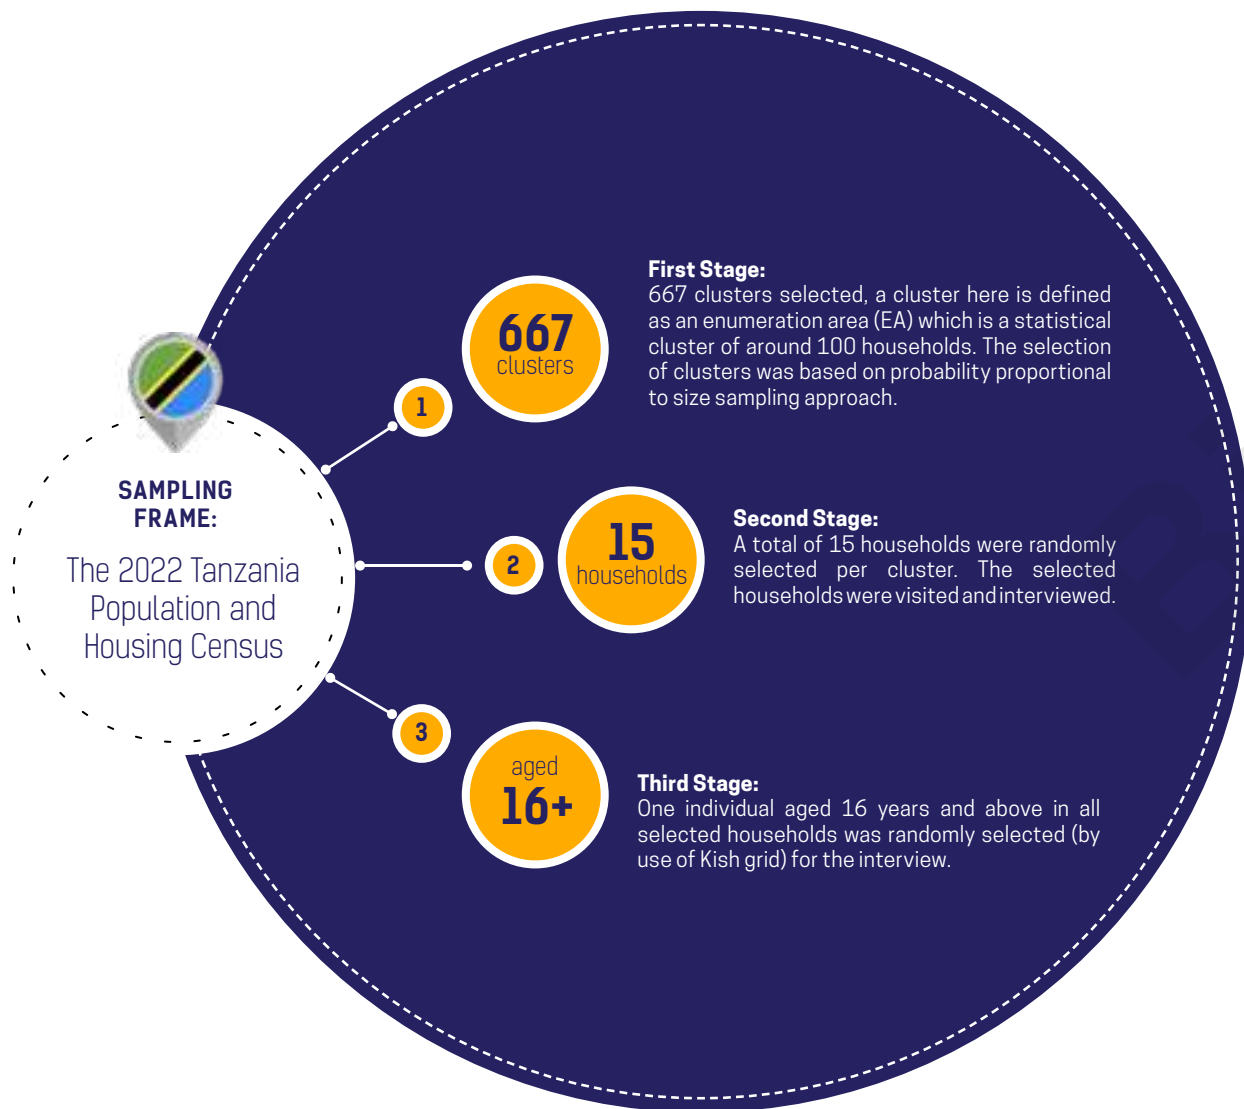 SAMPLING
FRAME:
The 2022 Tanzania
Population and
Housing Census
1
667
clusters
First Stage:
667 clusters selected, a cluster here is defined
as an enumeration area (EA) which is a statistical
cluster of around 100 households. The selection
of clusters was based on probability proportional
to size sampling approach.
2
15
households
Second Stage:
A total of 15 households were randomly
selected per cluster. The selected
households were visited and interviewed.
3
aged
16+
Third Stage:
One individual aged 16 years and above in all
selected households was randomly selected (by
use of Kish grid) for the interview.